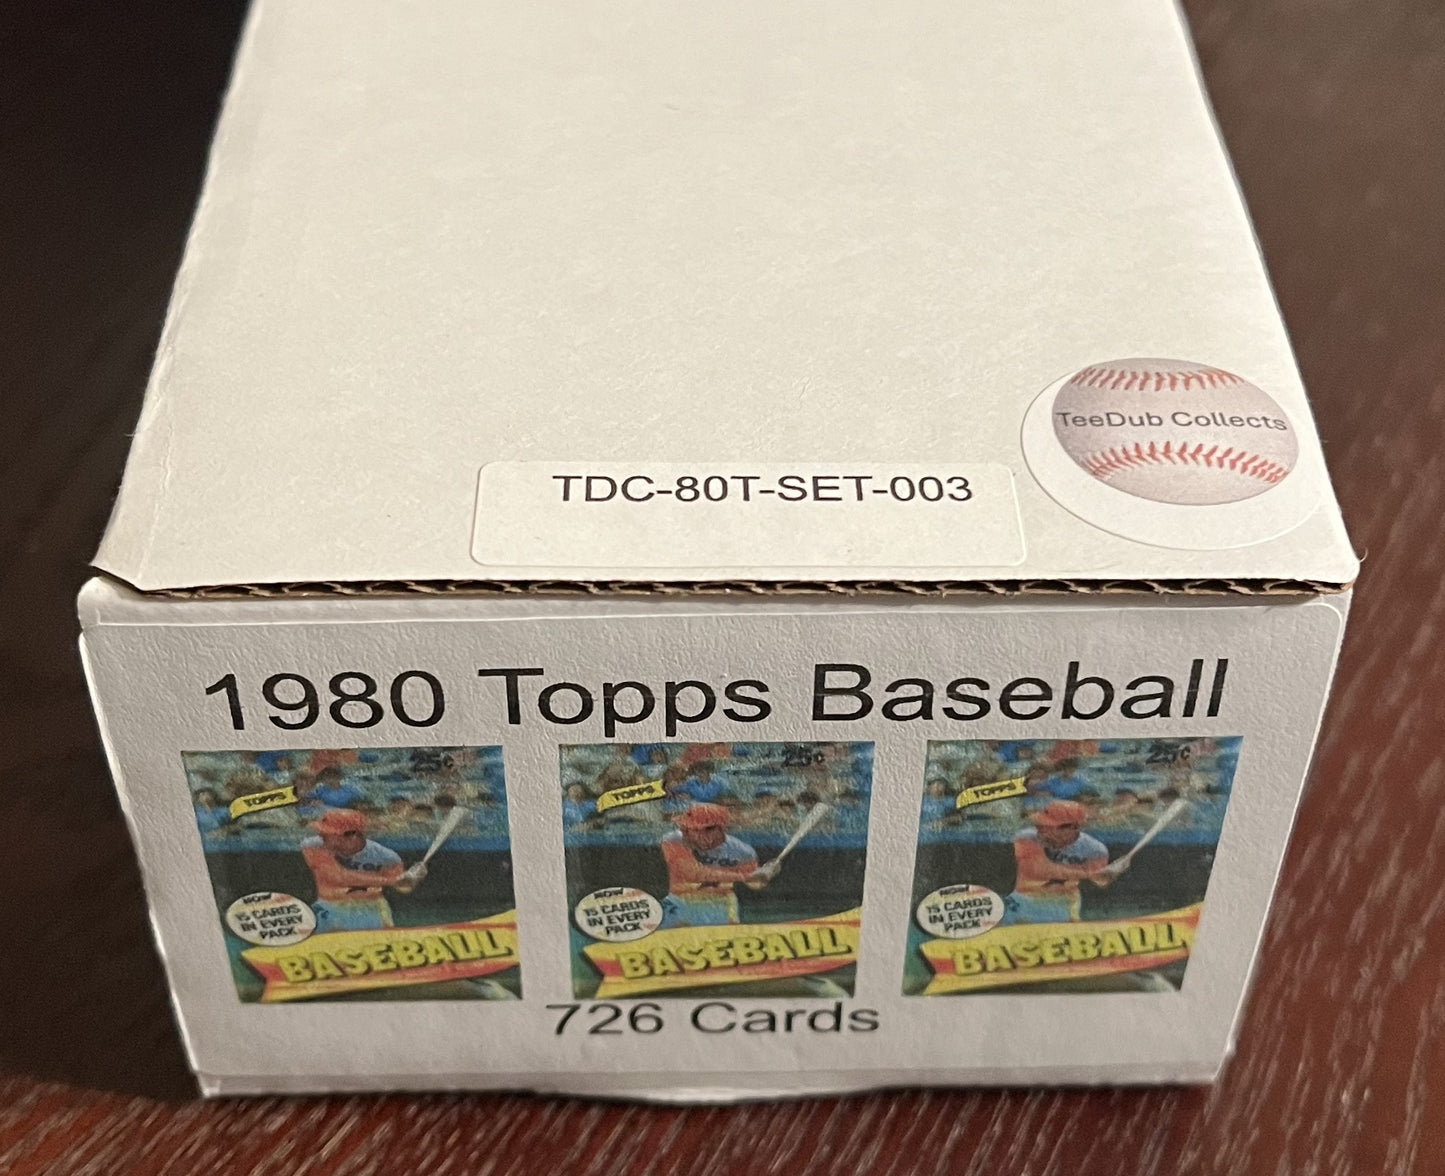 TeeDub Collects
TDC-80T-SET-003
1980 Topps Baseball
25¢
TOPPS
NOW
15 CARDS
IN EVERY
PACK
BASEBALL
25¢
TOPPS
NOW
15 CARDS
IN EVERY
PACK
BASEBALL
25¢
TOPPS
NOW
15 CARDS
IN EVERY
PACK
BASEBALL
726 Cards